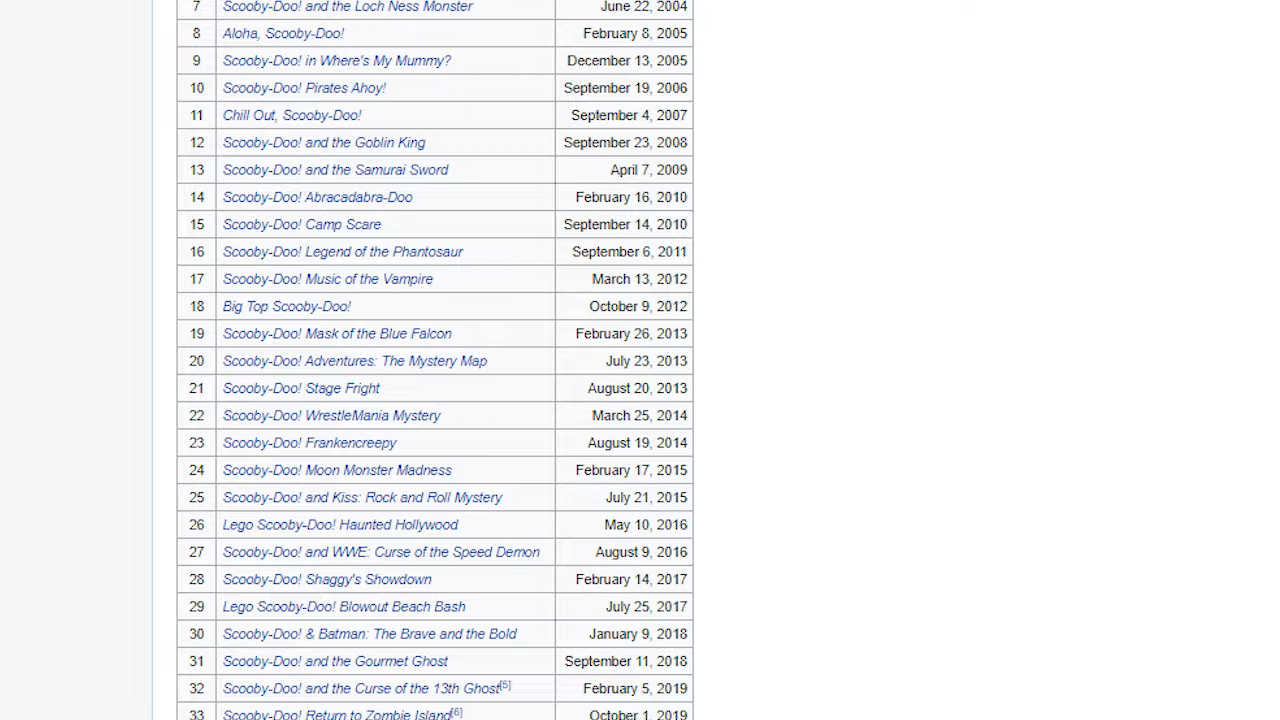 7 Scooby-Doo! and the Loch Ness Monster June 22, 2004
8 Aloha, Scooby-Doo! February 8, 2005
9 Scooby-Doo! in Where's My Mummy? December 13, 2005
10 Scooby-Doo! Pirates Ahoy! September 19, 2006
11 Chill Out, Scooby-Doo! September 4, 2007
12 Scooby-Doo! and the Goblin King September 23, 2008
13 Scooby-Doo! and the Samurai Sword April 7, 2009
14 Scooby-Doo! Abracadabra-Doo February 16, 2010
15 Scooby-Doo! Camp Scare September 14, 2010
16 Scooby-Doo! Legend of the Phantosaur September 6, 2011
17 Scooby-Doo! Music of the Vampire March 13, 2012
18 Big Top Scooby-Doo! October 9, 2012
19 Scooby-Doo! Mask of the Blue Falcon February 26, 2013
20 Scooby-Doo! Adventures: The Mystery Map July 23, 2013
21 Scooby-Doo! Stage Fright August 20, 2013
22 Scooby-Doo! WrestleMania Mystery March 25, 2014
23 Scooby-Doo! Frankencreepy August 19, 2014
24 Scooby-Doo! Moon Monster Madness February 17, 2015
25 Scooby-Doo! and Kiss: Rock and Roll Mystery July 21, 2015
26 Lego Scooby-Doo! Haunted Hollywood May 10, 2016
27 Scooby-Doo! and WWE: Curse of the Speed Demon August 9, 2016
28 Scooby-Doo! Shaggy's Showdown February 14, 2017
29 Lego Scooby-Doo! Blowout Beach Bash July 25, 2017
30 Scooby-Doo! & Batman: The Brave and the Bold January 9, 2018
31 Scooby-Doo! and the Gourmet Ghost September 11, 2018
32 Scooby-Doo! and the Curse of the 13th Ghost[5] February 5, 2019
33 Scooby-Doo! Return to Zombie Island[6] October 1, 2019